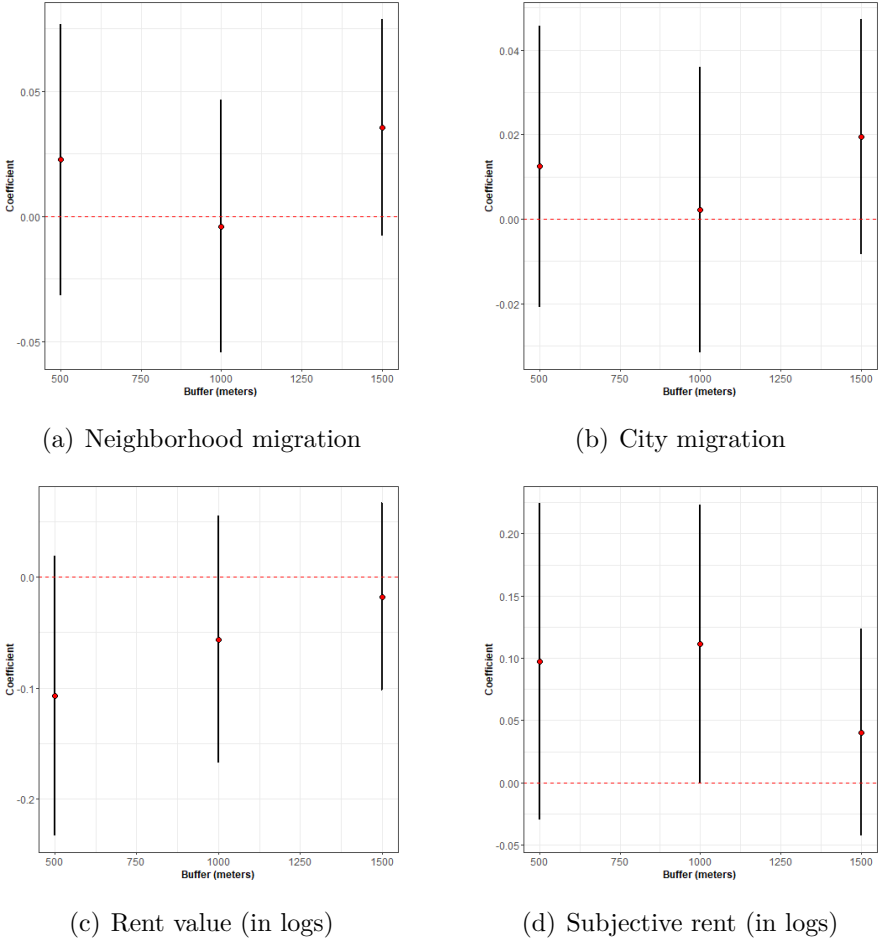 0.05
0.00
-0.05
Coefficient
500 750 1000 1250 1500
Buffer (meters)
(a) Neighborhood migration
0.04
0.02
0.00
-0.02
Coefficient
500 750 1000 1250 1500
Buffer (meters)
(b) City migration
0.0
-0.1
-0.2
Coefficient
500 750 1000 1250 1500
Buffer (meters)
(c) Rent value (in logs)
0.20
0.15
0.10
0.05
0.00
-0.05
Coefficient
500 750 1000 1250 1500
Buffer (meters)
(d) Subjective rent (in logs)